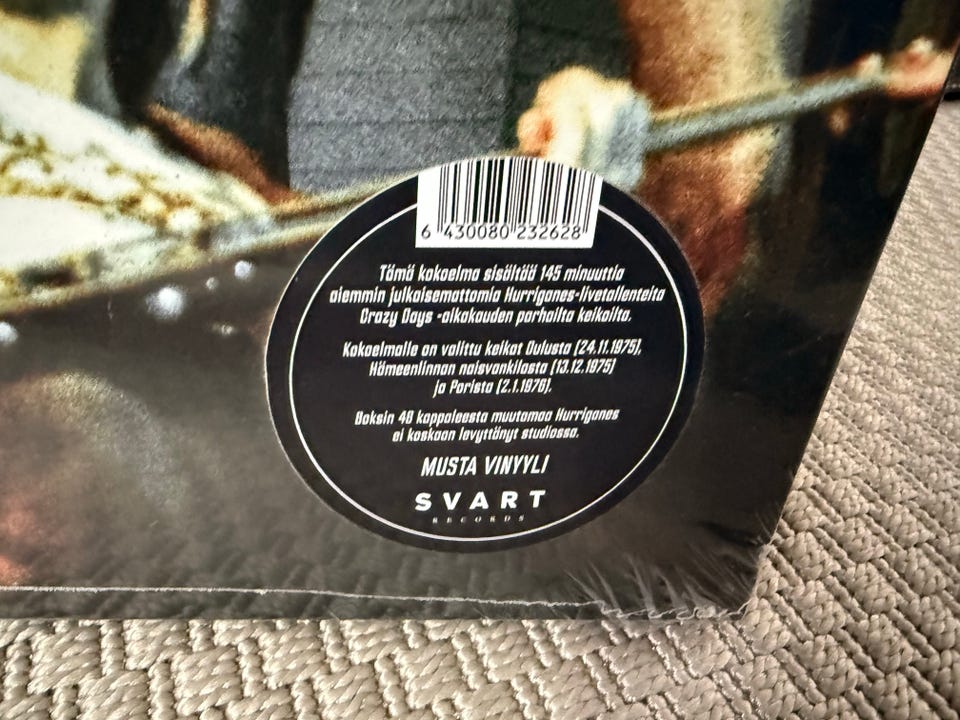 6 430080 232628
Tämä kokoelma sisältää 145 minuuttia
aiemmin julkaisemattomia Hurriganes-livetallenteita
Crazy Days -aikakauden parhailta keikoilta.
Kokoelmalle on valittu keikat Oulusta (24.11.1975),
Hämeenlinnan naisvankilasta (13.12.1975)
ja Porista (2.1.1976).
Boksin 40 kappaleesta muutamaa Hurriganes
ei koskaan levyttänyt studiossa.
MUSTA VINYYLI
SVART
RECORDS